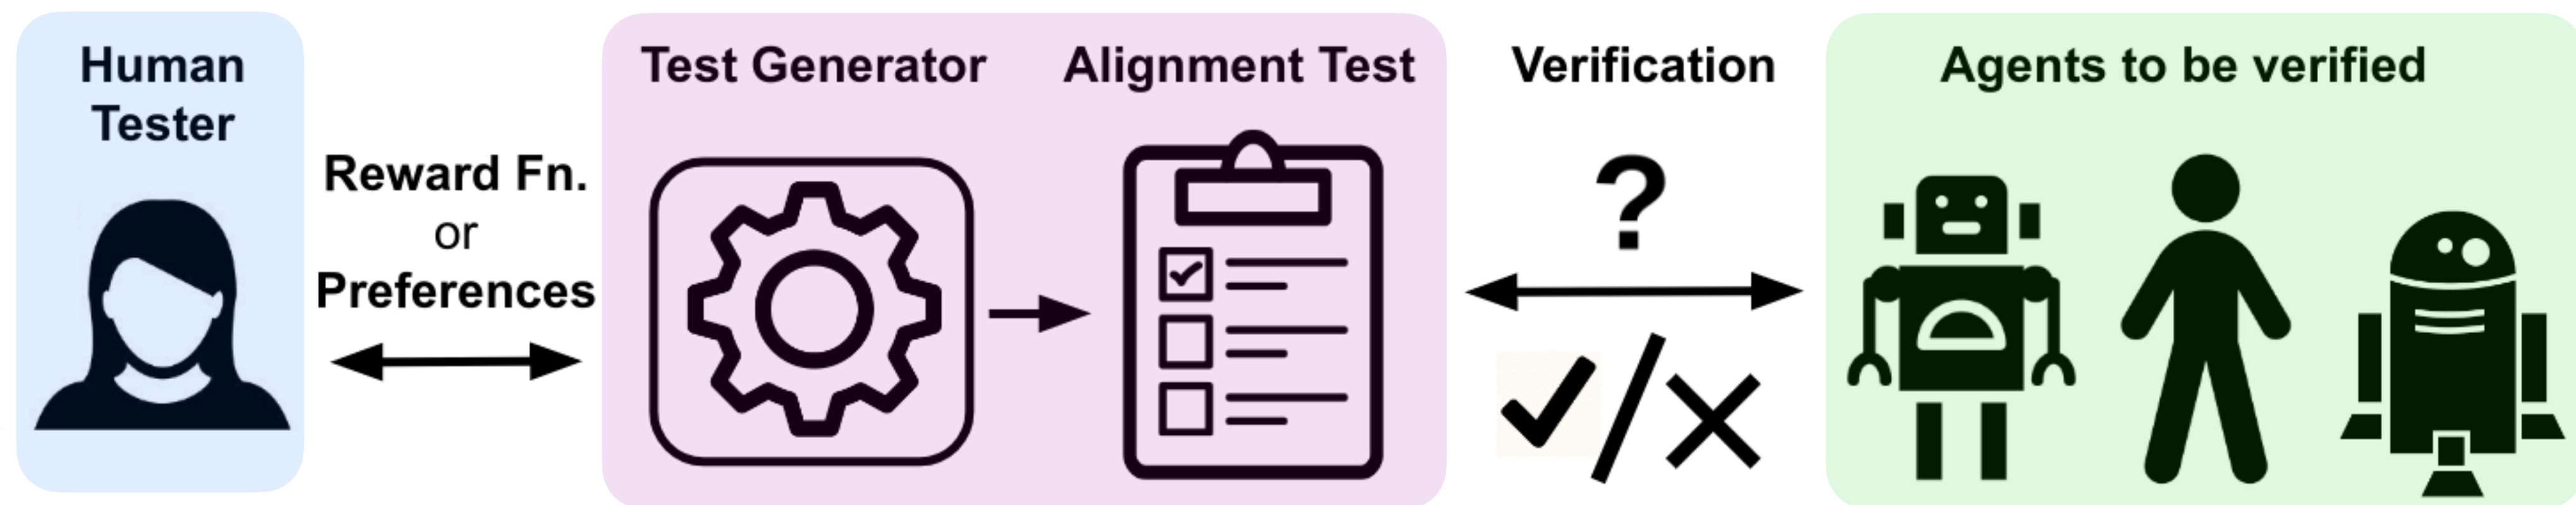 Human
Tester
Reward Fn.
or
Preferences
Test Generator
Alignment Test
Verification
?
Agents to be verified